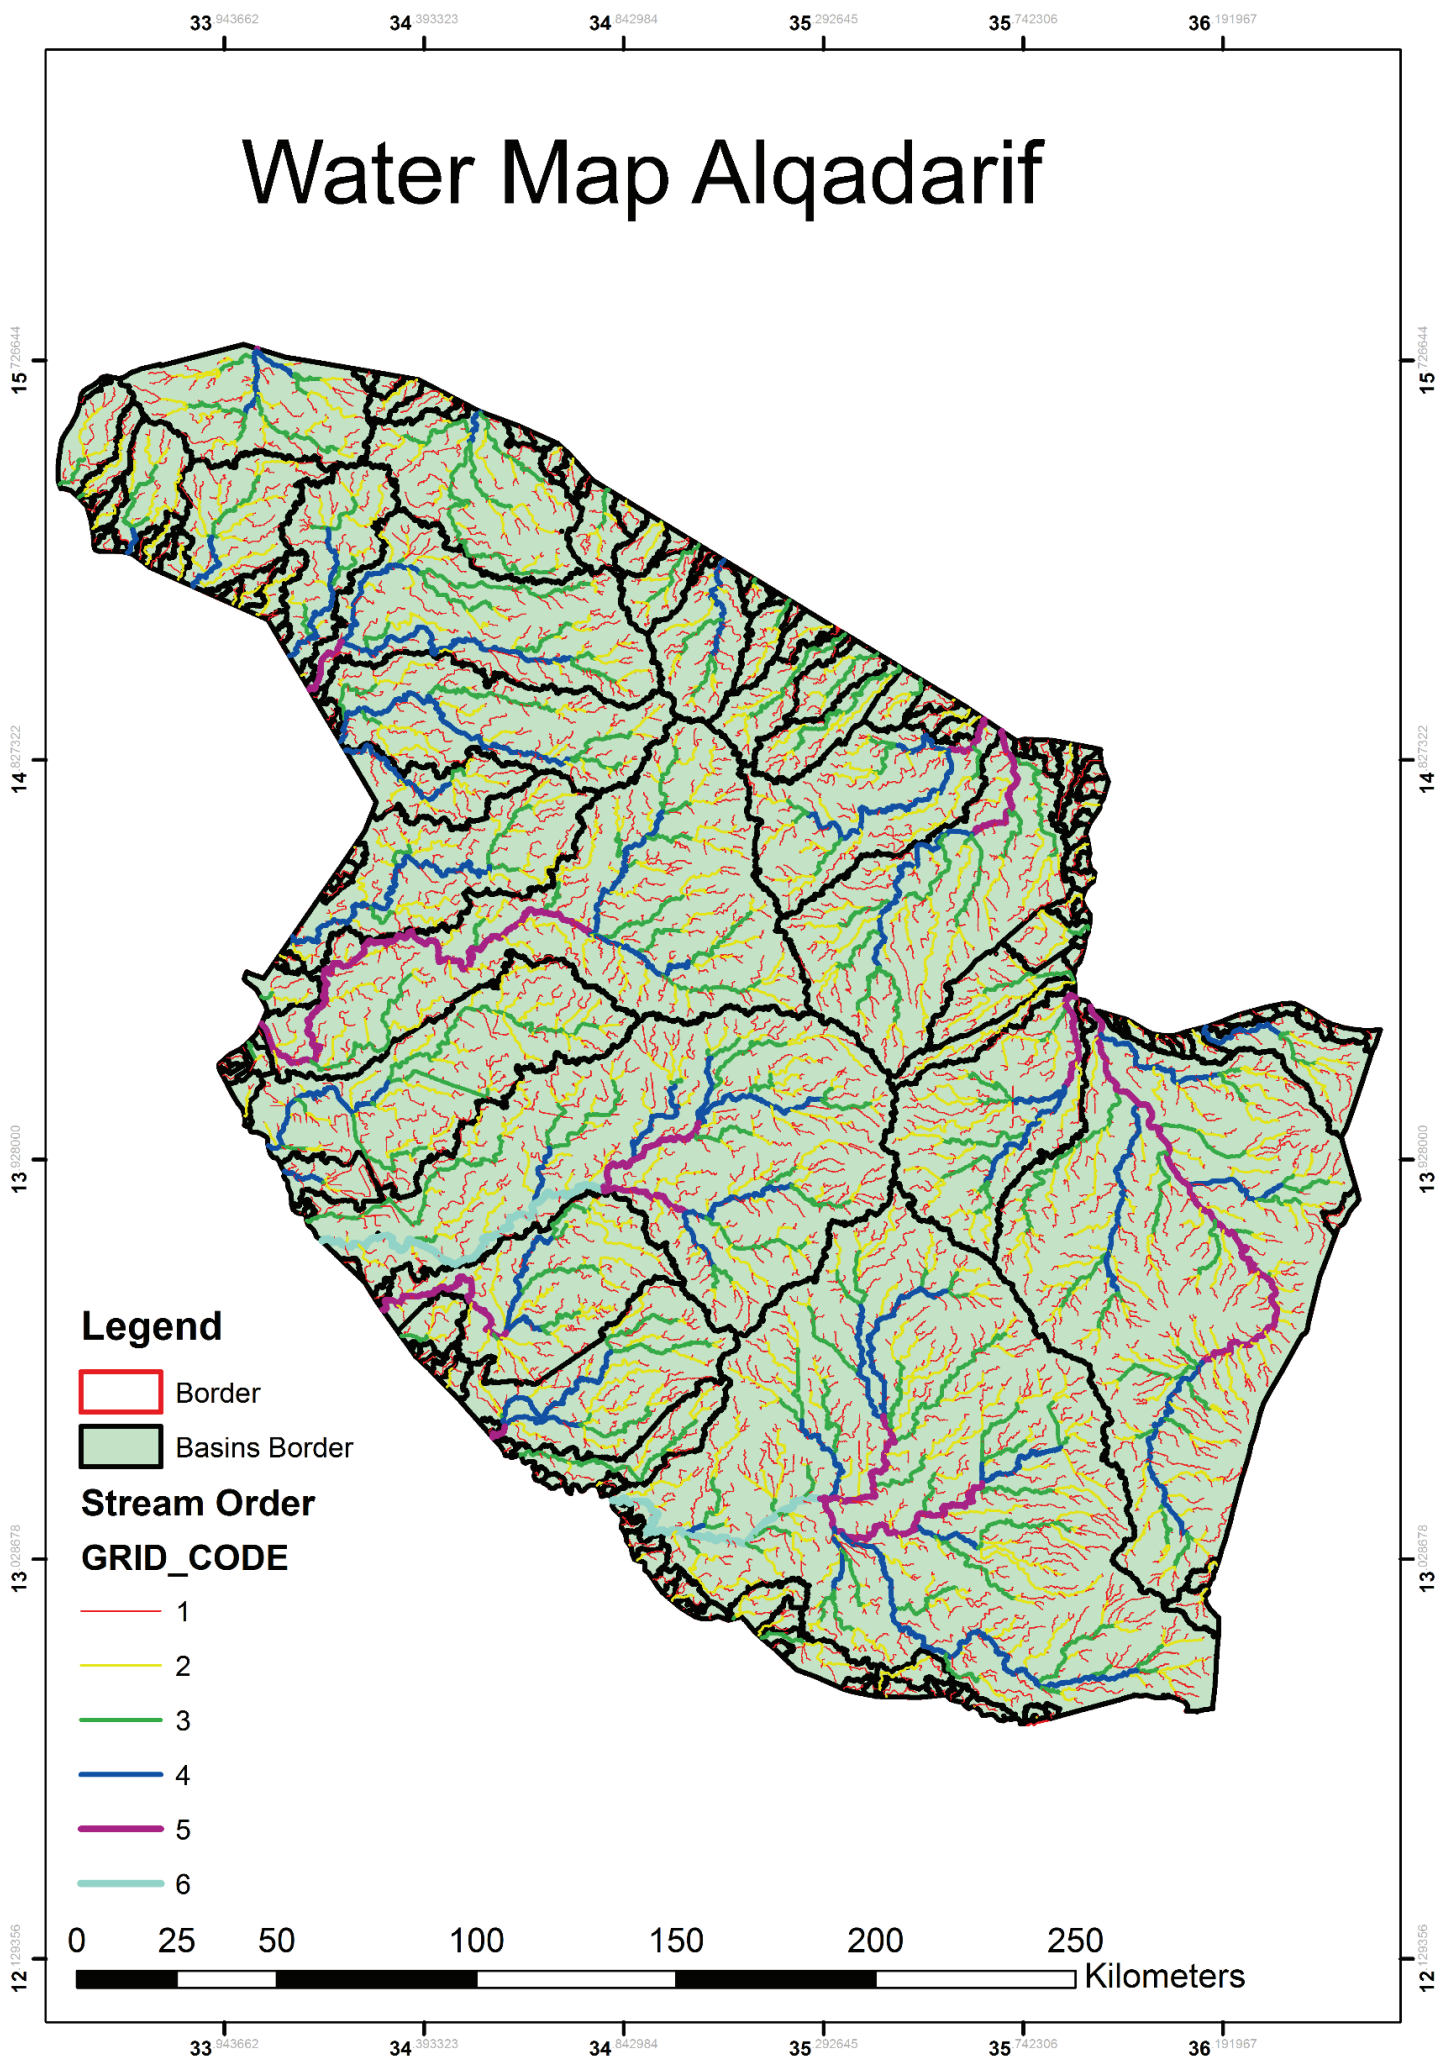 33.943662 34.393323 34.842984 35.292645 35.742306 36.191967
Water Map Alqadarif
15.726644 15.726644
14.827322 14.827322
13.928000 13.928000
Legend
Border
Basins Border
Stream Order
GRID_CODE
13.028678 13.028678
1
2
3
4
5
6
0 25 50 100 150 200 250
Kilometers
12.129356 12.129356
33.943662 34.393323 34.842984 35.292645 35.742306 36.191967